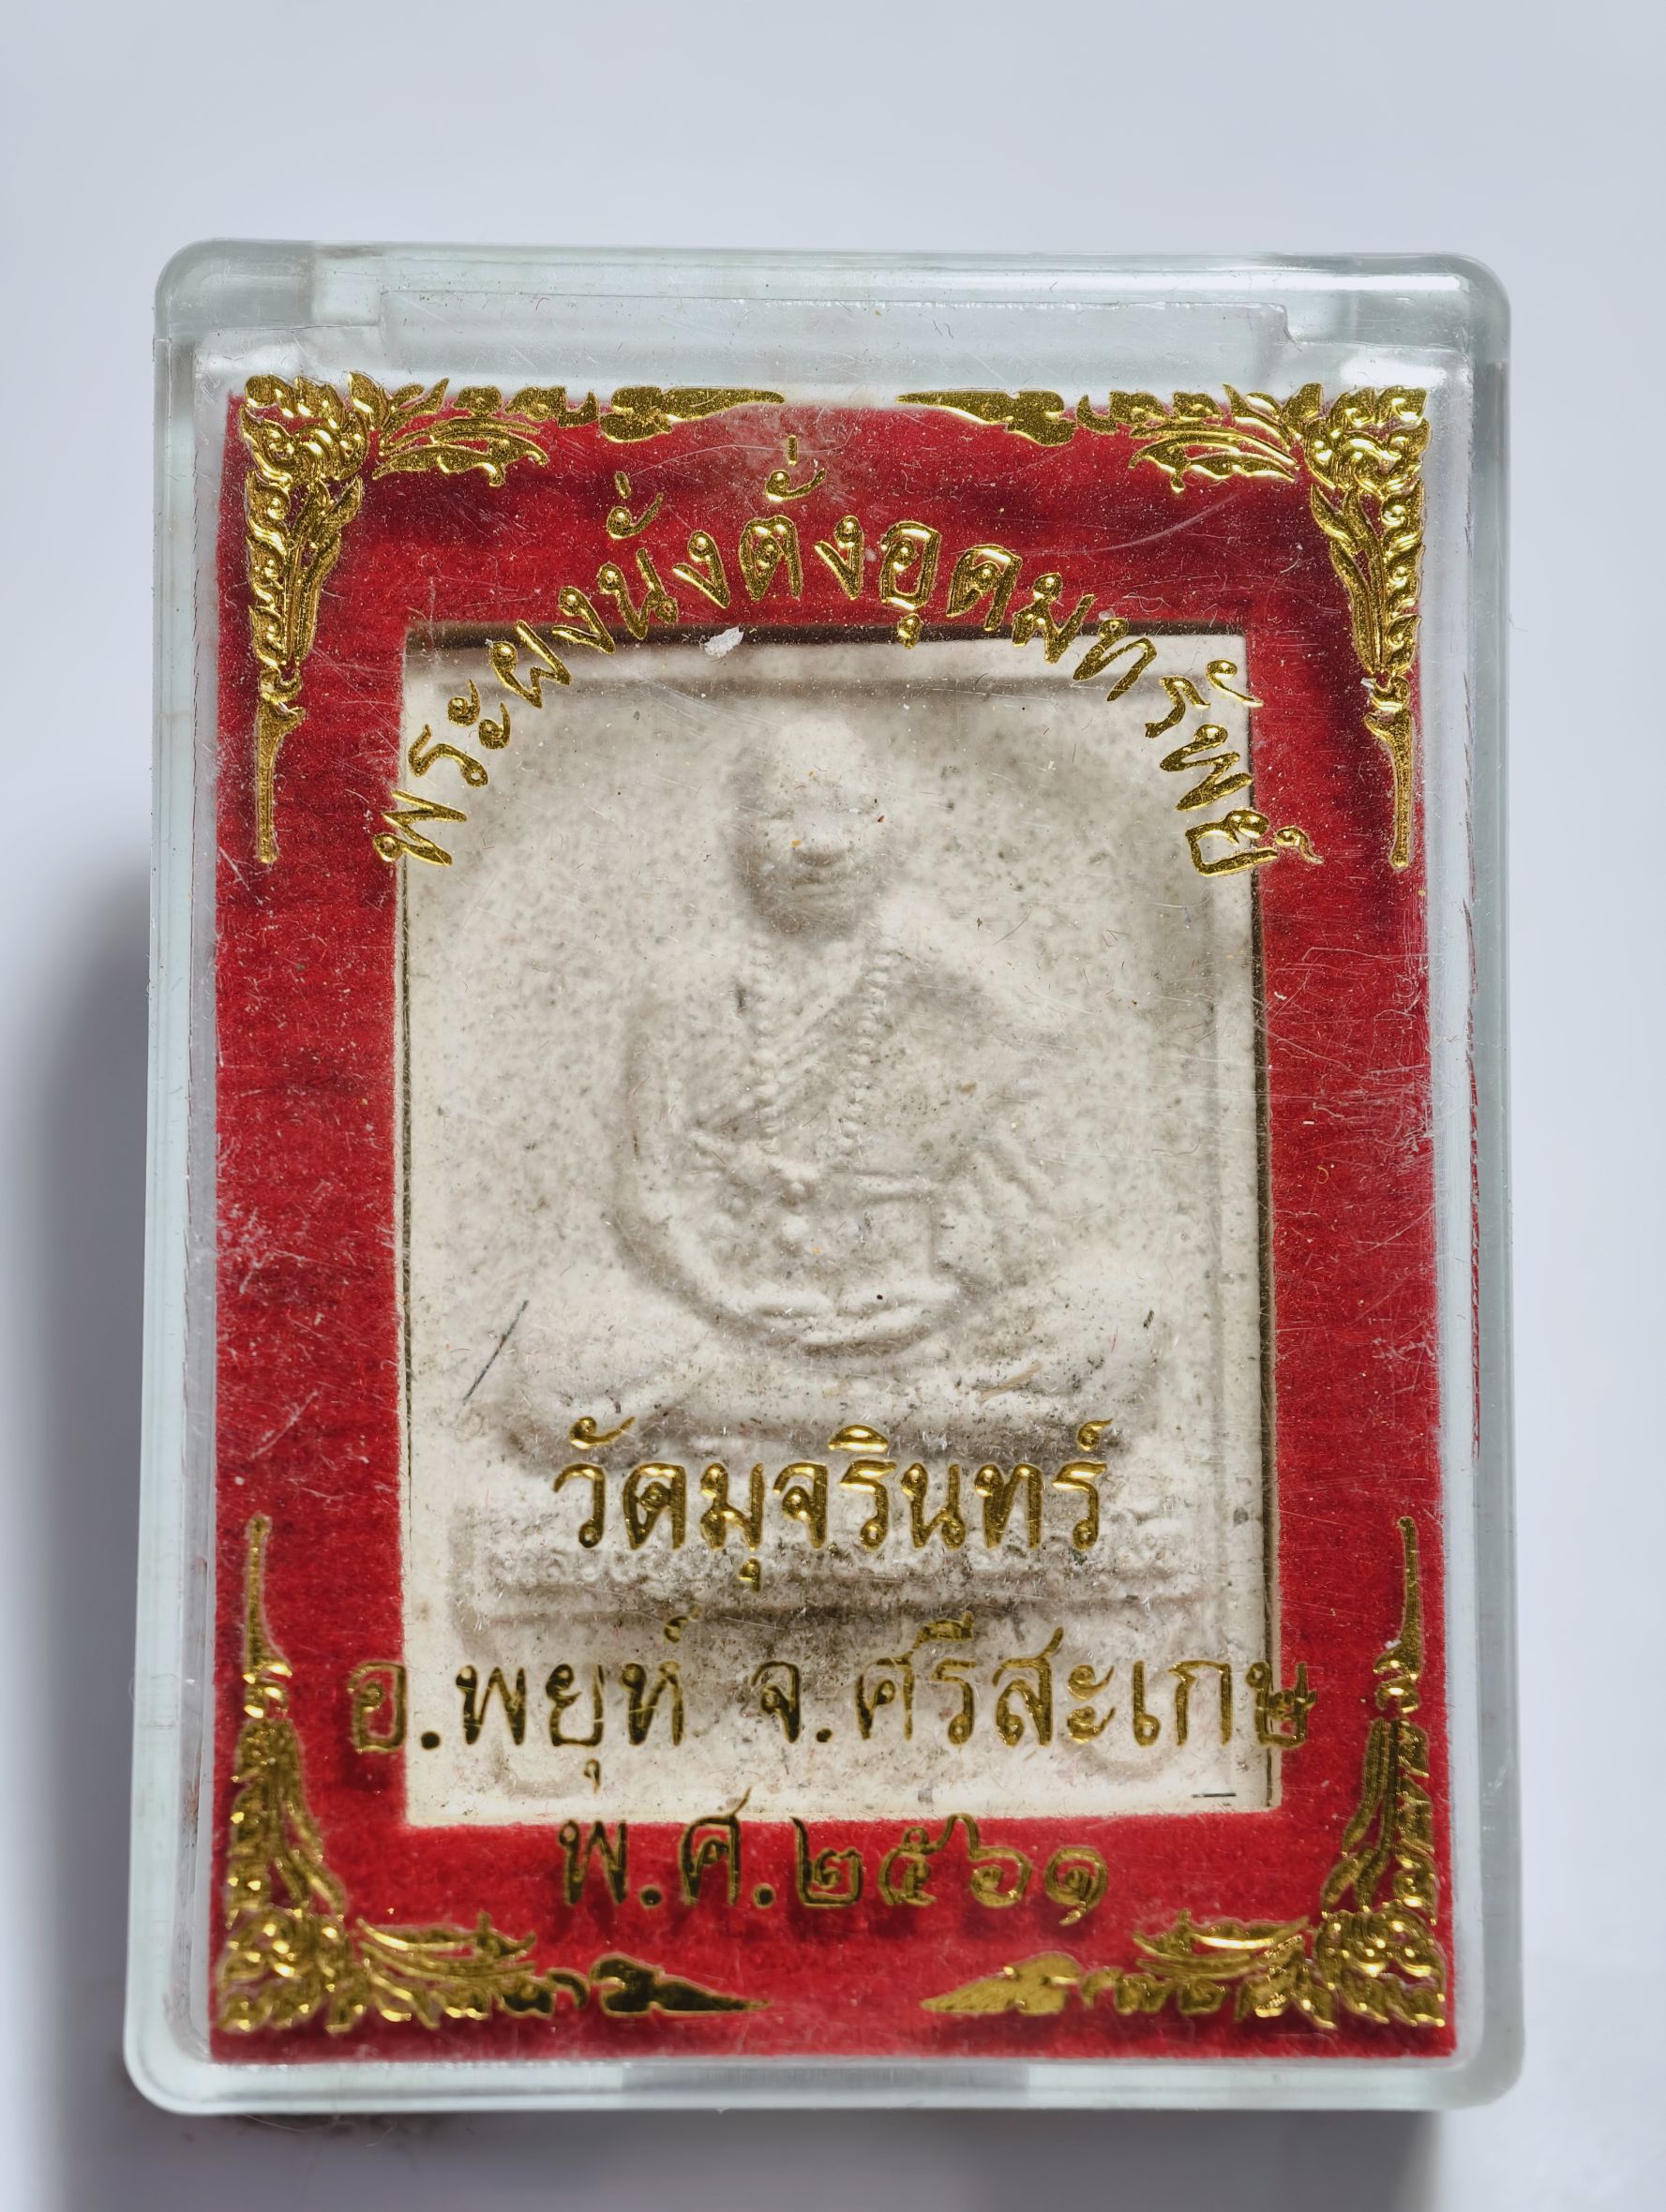 พระผงนั่งตั่งอุดมทรัพย์
วัดมุจรินทร์
อ.พยุห์ จ.ศรีสะเกษ
พ.ศ.๒๕๖๑